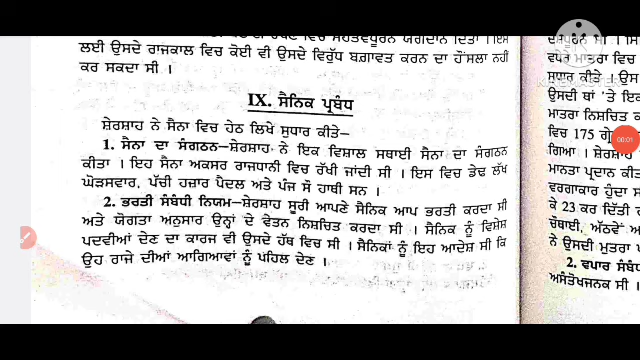 ਲਈ ਉਸਦੇ ਰਾਜਕਾਲ ਵਿਚ ਕੋਈ ਵੀ ਉਸਦੇ ਵਿਰੁੱਧ ਬਗ਼ਾਵਤ ਕਰਨ ਦਾ ਹੌਂਸਲਾ ਨਹੀਂ
ਕਰ ਸਕਦਾ ਸੀ ।
IX. ਸੈਨਿਕ ਪ੍ਰਬੰਧ
ਸ਼ੇਰਸ਼ਾਹ ਨੇ ਸੈਨਾ ਵਿਚ ਹੇਠ ਲਿਖੇ ਸੁਧਾਰ ਕੀਤੇ–
1. ਸੈਨਾ ਦਾ ਸੰਗਠਨ–ਸ਼ੇਰਸ਼ਾਹ ਨੇ ਇਕ ਵਿਸ਼ਾਲ ਸਥਾਈ ਸੈਨਾ ਦਾ ਸੰਗਠਨ
ਕੀਤਾ । ਇਹ ਸੈਨਾ ਅਕਸਰ ਰਾਜਧਾਨੀ ਵਿਚ ਰੱਖੀ ਜਾਂਦੀ ਸੀ । ਇਸ ਵਿਚ ਡੇਢ ਲੱਖ
ਘੋੜਸਵਾਰ, ਪੱਚੀ ਹਜ਼ਾਰ ਪੈਦਲ ਅਤੇ ਪੰਜ ਸੌ ਹਾਥੀ ਸਨ ।
2. ਭਰਤੀ ਸੰਬੰਧੀ ਨਿਯਮ–ਸ਼ੇਰਸ਼ਾਹ ਸੂਰੀ ਆਪਣੇ ਸੈਨਿਕ ਆਪ ਭਰਤੀ ਕਰਦਾ ਸੀ
ਅਤੇ ਯੋਗਤਾ ਅਨੁਸਾਰ ਉਨ੍ਹਾਂ ਦੇ ਵੇਤਨ ਨਿਸ਼ਚਿਤ ਕਰਦਾ ਸੀ । ਸੈਨਿਕ ਨੂੰ ਵਿਸ਼ੇਸ਼
ਪਦਵੀਆਂ ਦੇਣ ਦਾ ਕਾਰਜ ਵੀ ਉਸਦੇ ਹੱਥ ਵਿਚ ਸੀ । ਸੈਨਿਕਾਂ ਨੂੰ ਇਹ ਆਦੇਸ਼ ਸੀ ਕਿ
ਉਹ ਰਾਜੇ ਦੀਆਂ ਆਗਿਆਵਾਂ ਨੂੰ ਪਹਿਲ ਦੇਣ ।
ਵਪੇਰੇ ਮਾਤਰਾ ਵਿਚ
ਸੁਧਾਰ ਕੀਤੇ । ਉਸ
ਉਸਦੀ ਥਾਂ 'ਤੇ ਇਕ
ਮਾਤਰਾ ਨਿਸ਼ਚਿਤ ਕ
ਵਿਚ 175 ਗ੍ਰੇ
ਗਿਆ । ਸ਼ੇਰਸ਼ਾਹ
ਮਾਨਤਾ ਪ੍ਰਦਾਨ ਕੀਤ
ਵਰਗਾਕਾਰ ਹੁੰਦਾ ਸ
ਕੇ 23 ਕਰ ਦਿੱਤੀ
ਚੌਥਾਈ, ਅੱਠਵੇਂ ਅ
ਨੇ ਉਸਦੀ ਮੁਤਰਾ ਪ
2. ਵਪਾਰ ਸੰਬੰਧ
ਅਸੰਤੋਖਜਨਕ ਸੀ ।
00:01